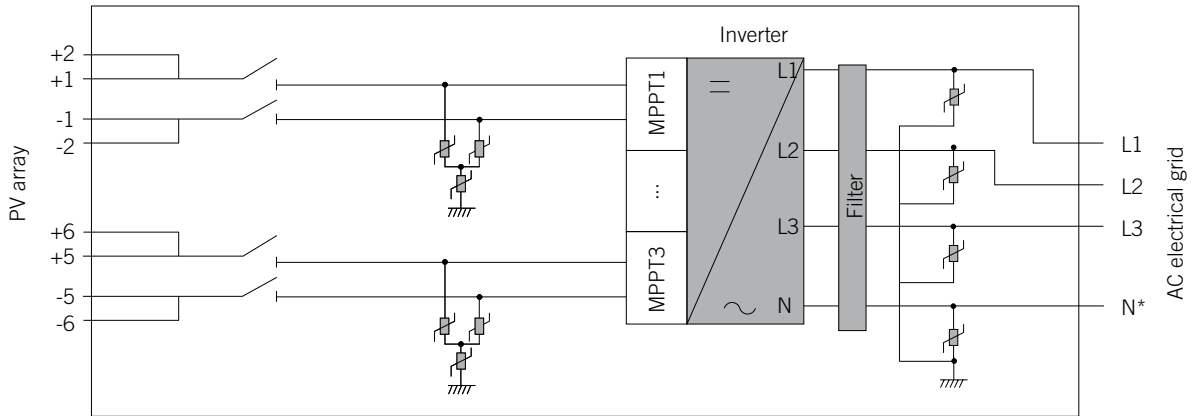 Inverter
PV array
+2
+1
-1
-2
+6
+5
-5
-6
MPPT1
...
MPPT3
L1
L2
L3
N
Filter
L1
L2
L3
N*
AC electrical grid